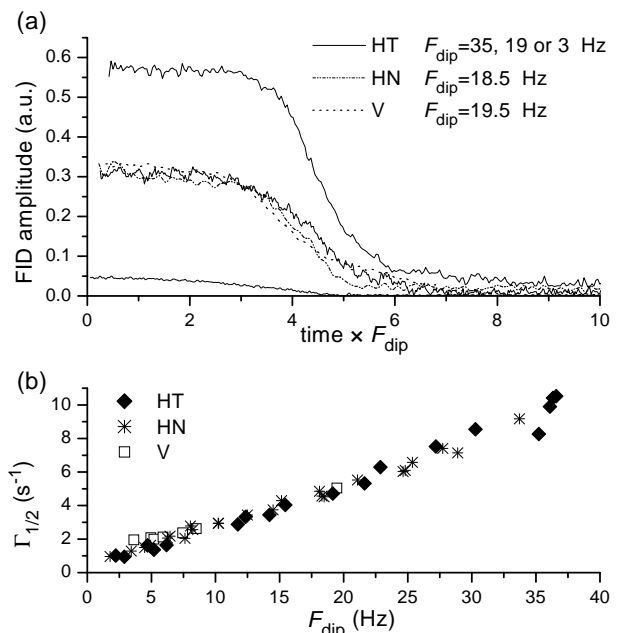 (a)
HT F_dip=35, 19 or 3 Hz
HN F_dip=18.5 Hz
V F_dip=19.5 Hz
FID amplitude (a.u.)
0.6
0.5
0.4
0.3
0.2
0.1
0.0
0 2 4 6 8 10
time × F_dip
(b)
HT
HN
V
Γ_1/2 (s^-1)
10
8
6
4
2
0
0 5 10 15 20 25 30 35 40
F_dip (Hz)